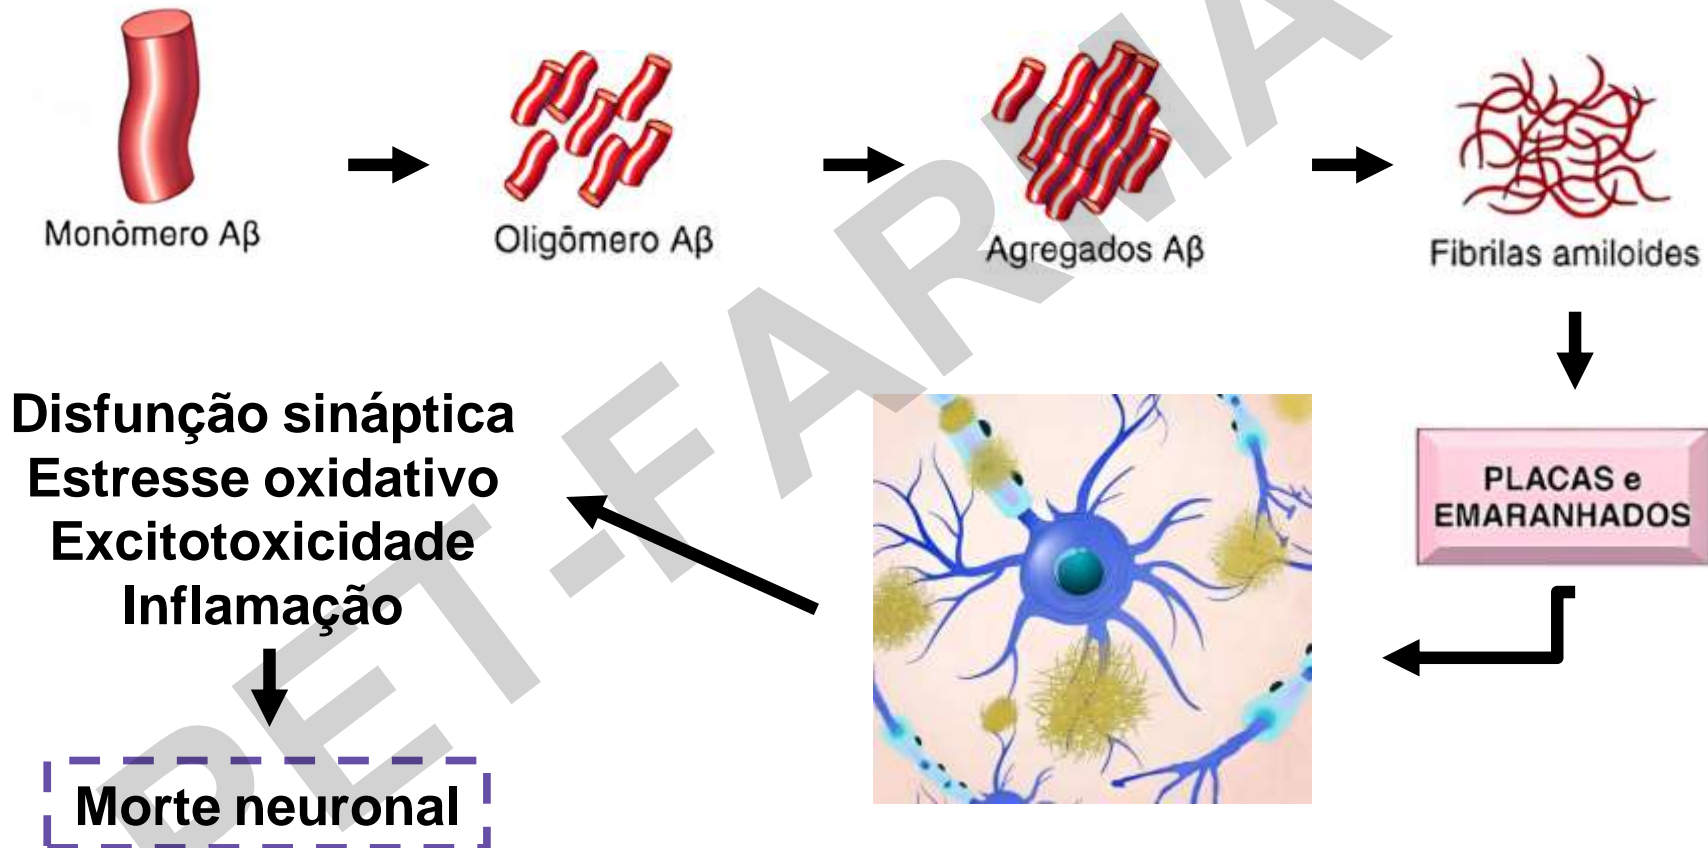 Monômero Aβ
Oligômero Aβ
Agregados Aβ
Fibrilas amiloides
PLACAS e
EMARANHADOS
Disfunção sináptica
Estresse oxidativo
Excitotoxicidade
Inflamação
Morte neuronal
PET-FARMA